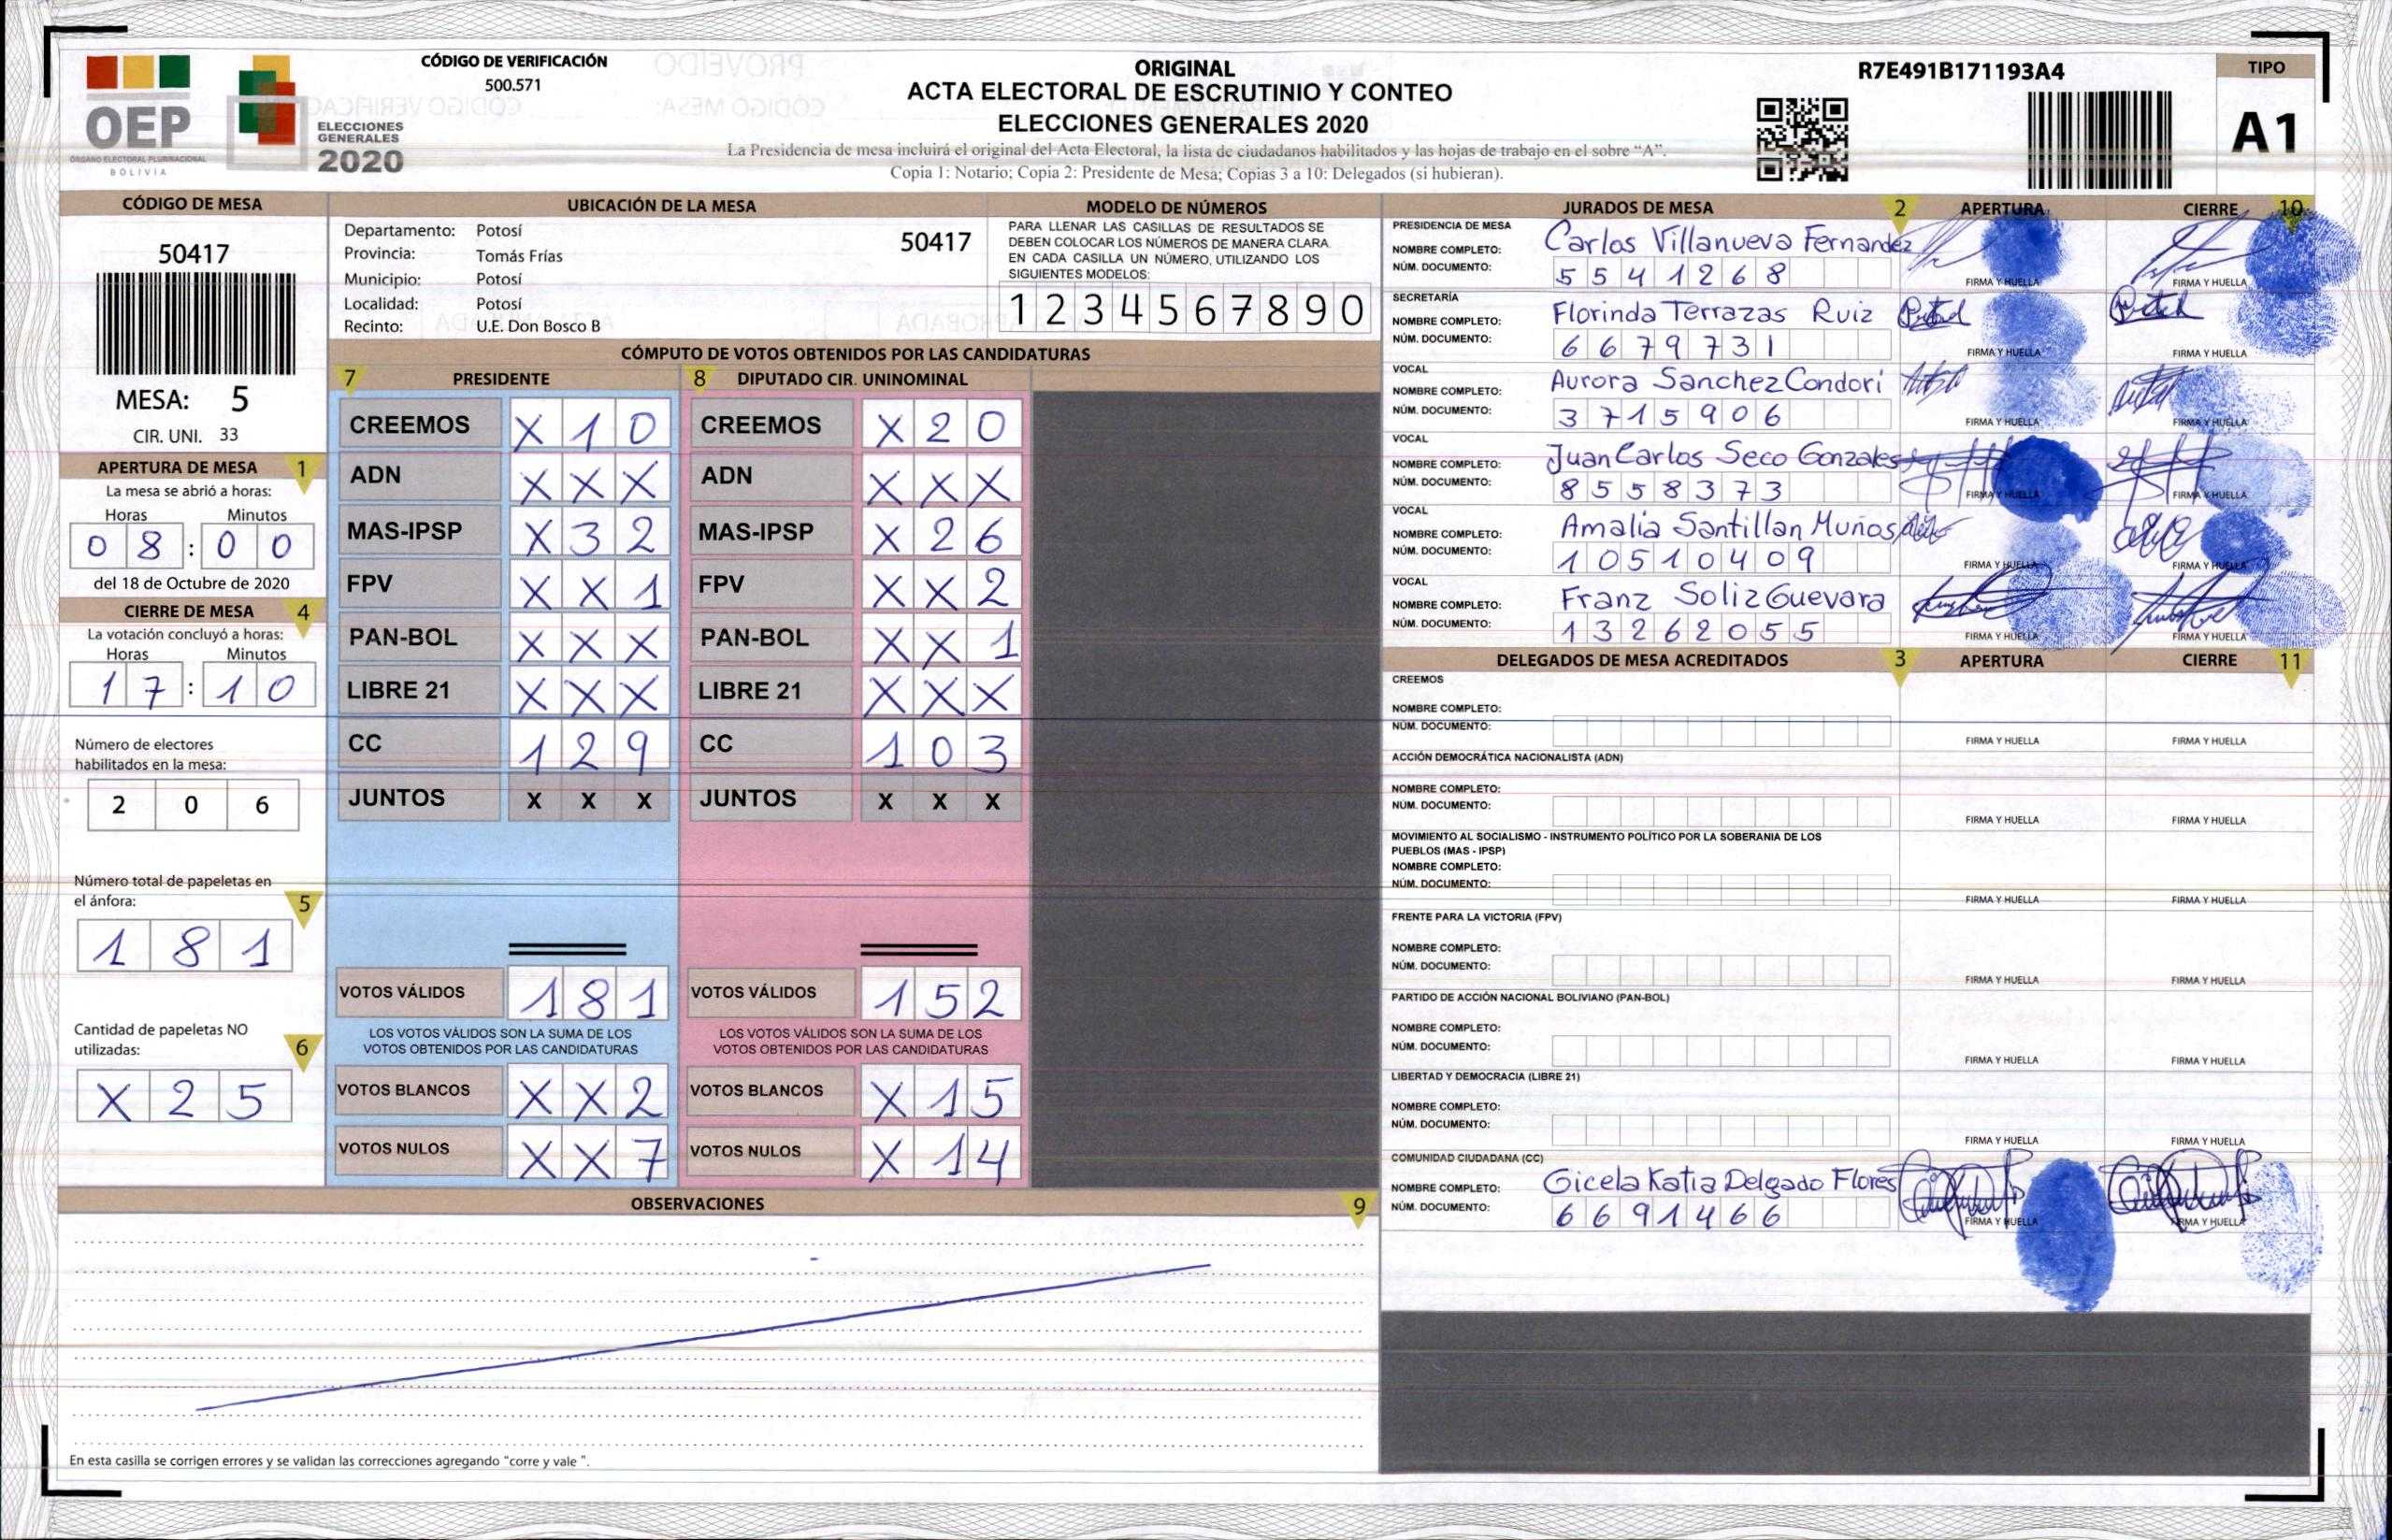 CÓDIGO DE VERIFICACIÓN
500.571
OEP
ÓRGANO ELECTORAL PLURINACIONAL
BOLIVIA
ELECCIONES
GENERALES
2020
ORIGINAL
ACTA ELECTORAL DE ESCRUTINIO Y CONTEO
ELECCIONES GENERALES 2020
La Presidencia de mesa incluirá el original del Acta Electoral, la lista de ciudadanos habilitados y las hojas de trabajo en el sobre “A”.
Copia 1: Notario; Copia 2: Presidente de Mesa; Copias 3 a 10: Delegados (si hubieran).
R7E491B171193A4
TIPO
A1
CÓDIGO DE MESA
50417
MESA: 5
CIR. UNI. 33
APERTURA DE MESA 1
La mesa se abrió a horas:
Horas Minutos
0 8 : 0 0
del 18 de Octubre de 2020
CIERRE DE MESA 4
La votación concluyó a horas:
Horas Minutos
1 7 : 1 0
Número de electores
habilitados en la mesa:
2 0 6
Número total de papeletas en
el ánfora: 5
1 8 1
Cantidad de papeletas NO
utilizadas: 6
X 2 5
UBICACIÓN DE LA MESA
Departamento: Potosí
Provincia: Tomás Frías
Municipio: Potosí
Localidad: Potosí
Recinto: U.E. Don Bosco B
50417
MODELO DE NÚMEROS
PARA LLENAR LAS CASILLAS DE RESULTADOS SE
DEBEN COLOCAR LOS NÚMEROS DE MANERA CLARA
EN CADA CASILLA UN NÚMERO, UTILIZANDO LOS
SIGUIENTES MODELOS:
1 2 3 4 5 6 7 8 9 0
CÓMPUTO DE VOTOS OBTENIDOS POR LAS CANDIDATURAS
7 PRESIDENTE
CREEMOS X 1 0
ADN X X X
MAS-IPSP X 3 2
FPV X X 1
PAN-BOL X X X
LIBRE 21 X X X
CC 1 2 9
JUNTOS X X X
VOTOS VÁLIDOS 1 8 1
LOS VOTOS VÁLIDOS SON LA SUMA DE LOS
VOTOS OBTENIDOS POR LAS CANDIDATURAS
VOTOS BLANCOS X X 2
VOTOS NULOS X X 7
8 DIPUTADO CIR. UNINOMINAL
CREEMOS X 2 0
ADN X X X
MAS-IPSP X 2 6
FPV X X 2
PAN-BOL X X 1
LIBRE 21 X X X
CC 1 0 3
JUNTOS X X X
VOTOS VÁLIDOS 1 5 2
LOS VOTOS VÁLIDOS SON LA SUMA DE LOS
VOTOS OBTENIDOS POR LAS CANDIDATURAS
VOTOS BLANCOS X 1 5
VOTOS NULOS X 1 4
OBSERVACIONES 9
En esta casilla se corrigen errores y se validan las correcciones agregando “corre y vale ”.
JURADOS DE MESA 2 APERTURA CIERRE 10
PRESIDENCIA DE MESA
NOMBRE COMPLETO: Carlos Villanueva Fernandez
NÚM. DOCUMENTO: 5 5 4 1 2 6 8
FIRMA Y HUELLA FIRMA Y HUELLA
SECRETARÍA
NOMBRE COMPLETO: Florinda Terrazas Ruiz
NÚM. DOCUMENTO: 6 6 7 9 7 3 1
FIRMA Y HUELLA FIRMA Y HUELLA
VOCAL
NOMBRE COMPLETO: Aurora Sanchez Condori
NÚM. DOCUMENTO: 3 7 1 5 9 0 6
FIRMA Y HUELLA FIRMA Y HUELLA
VOCAL
NOMBRE COMPLETO: Juan Carlos Seco Gonzales
NÚM. DOCUMENTO: 8 5 5 8 3 7 3
FIRMA Y HUELLA FIRMA Y HUELLA
VOCAL
NOMBRE COMPLETO: Amalia Santillan Muños
NÚM. DOCUMENTO: 1 0 5 1 0 4 0 9
FIRMA Y HUELLA FIRMA Y HUELLA
VOCAL
NOMBRE COMPLETO: Franz Soliz Guevara
NÚM. DOCUMENTO: 1 3 2 6 2 0 5 5
FIRMA Y HUELLA FIRMA Y HUELLA
DELEGADOS DE MESA ACREDITADOS 3 APERTURA CIERRE 11
CREEMOS
NOMBRE COMPLETO:
NÚM. DOCUMENTO:
FIRMA Y HUELLA FIRMA Y HUELLA
ACCIÓN DEMOCRÁTICA NACIONALISTA (ADN)
NOMBRE COMPLETO:
NÚM. DOCUMENTO:
FIRMA Y HUELLA FIRMA Y HUELLA
MOVIMIENTO AL SOCIALISMO - INSTRUMENTO POLÍTICO POR LA SOBERANIA DE LOS
PUEBLOS (MAS - IPSP)
NOMBRE COMPLETO:
NÚM. DOCUMENTO:
FIRMA Y HUELLA FIRMA Y HUELLA
FRENTE PARA LA VICTORIA (FPV)
NOMBRE COMPLETO:
NÚM. DOCUMENTO:
FIRMA Y HUELLA FIRMA Y HUELLA
PARTIDO DE ACCIÓN NACIONAL BOLIVIANO (PAN-BOL)
NOMBRE COMPLETO:
NÚM. DOCUMENTO:
FIRMA Y HUELLA FIRMA Y HUELLA
LIBERTAD Y DEMOCRACIA (LIBRE 21)
NOMBRE COMPLETO:
NÚM. DOCUMENTO:
FIRMA Y HUELLA FIRMA Y HUELLA
COMUNIDAD CIUDADANA (CC)
NOMBRE COMPLETO: Gicela Katia Delgado Flores
NÚM. DOCUMENTO: 6 6 9 1 4 6 6
FIRMA Y HUELLA FIRMA Y HUELLA